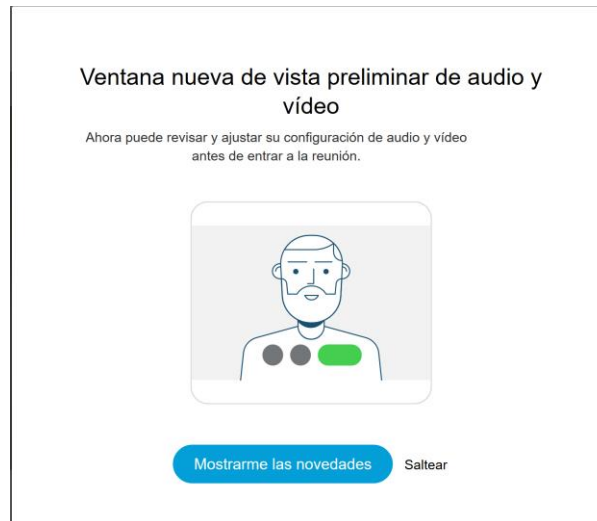 Ventana nueva de vista preliminar de audio y
vídeo
Ahora puede revisar y ajustar su configuración de audio y vídeo
antes de entrar a la reunión.
Mostrarme las novedades
Saltear